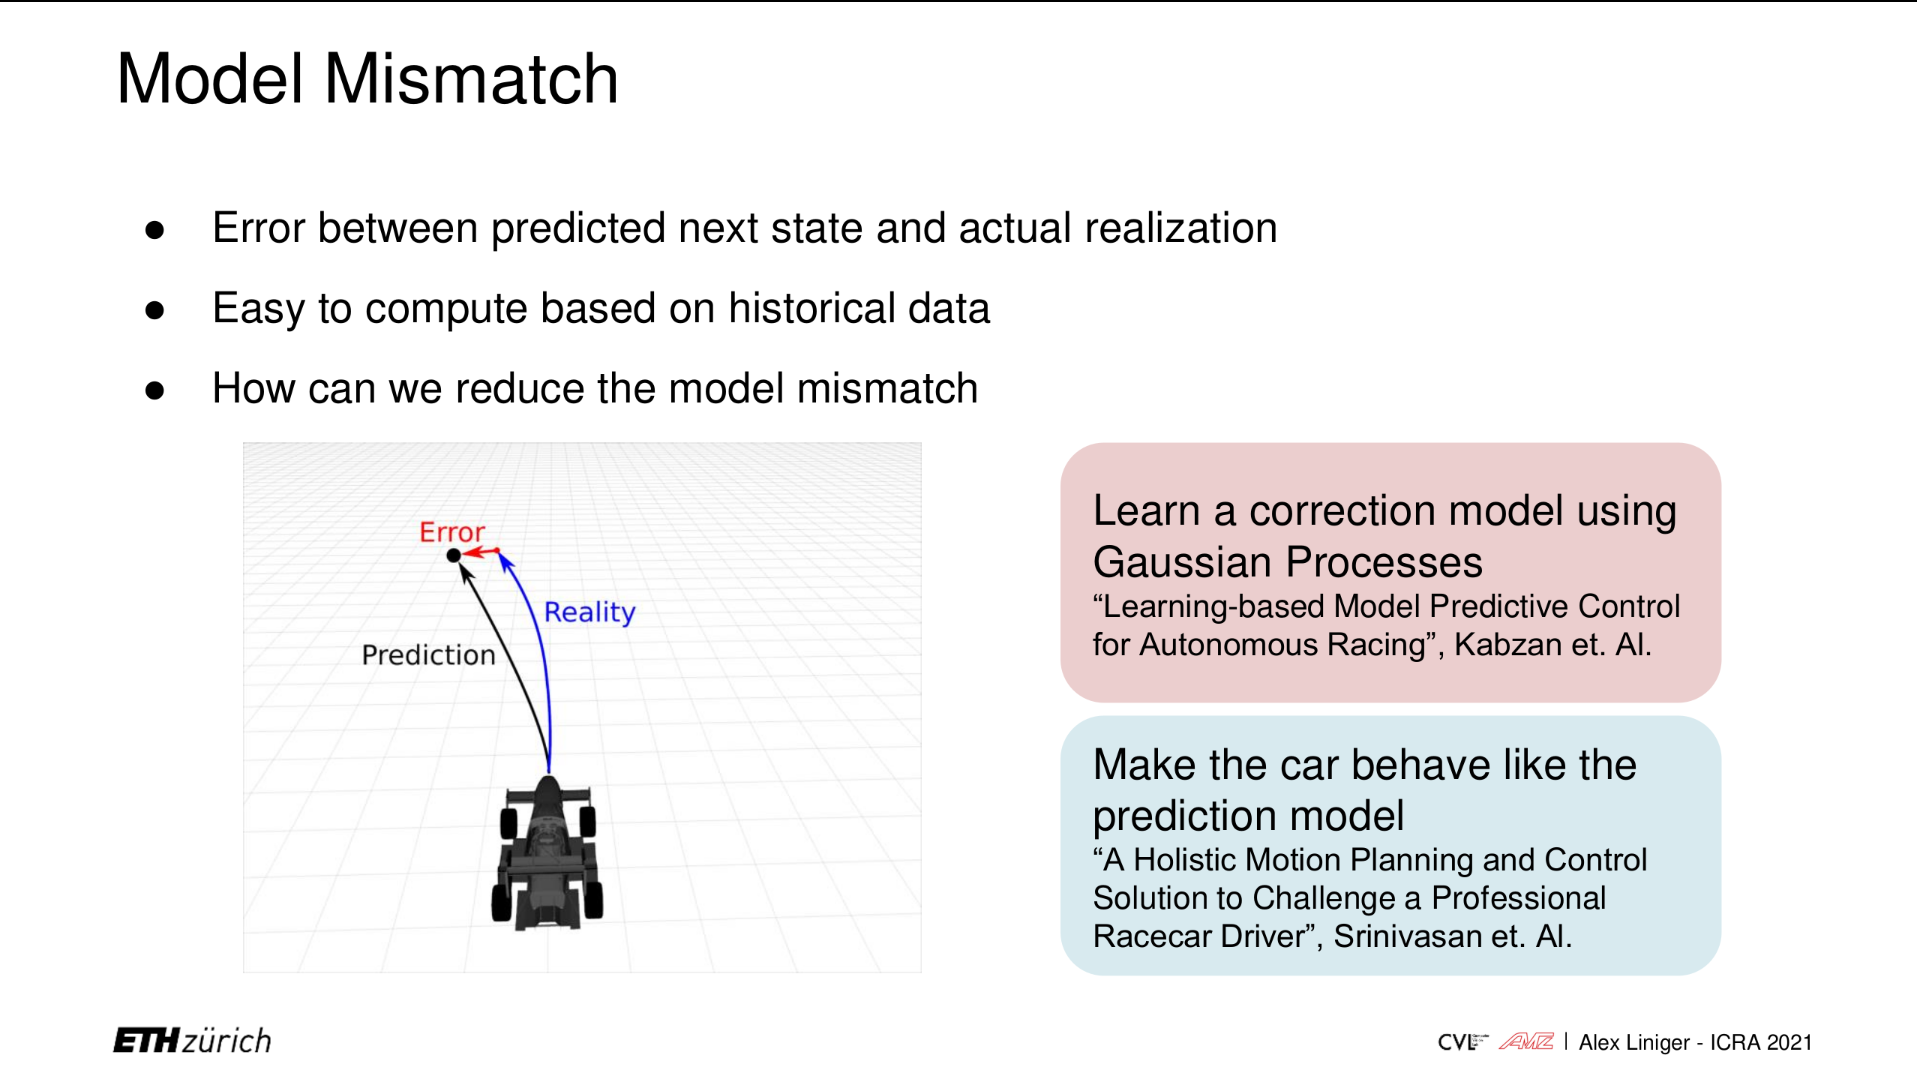 Model Mismatch
● Error between predicted next state and actual realization
● Easy to compute based on historical data
● How can we reduce the model mismatch
Error
Reality
Prediction
Learn a correction model using
Gaussian Processes
“Learning-based Model Predictive Control
for Autonomous Racing”, Kabzan et. Al.
Make the car behave like the
prediction model
“A Holistic Motion Planning and Control
Solution to Challenge a Professional
Racecar Driver”, Srinivasan et. Al.
ETH zürich
CVL AMZ | Alex Liniger - ICRA 2021